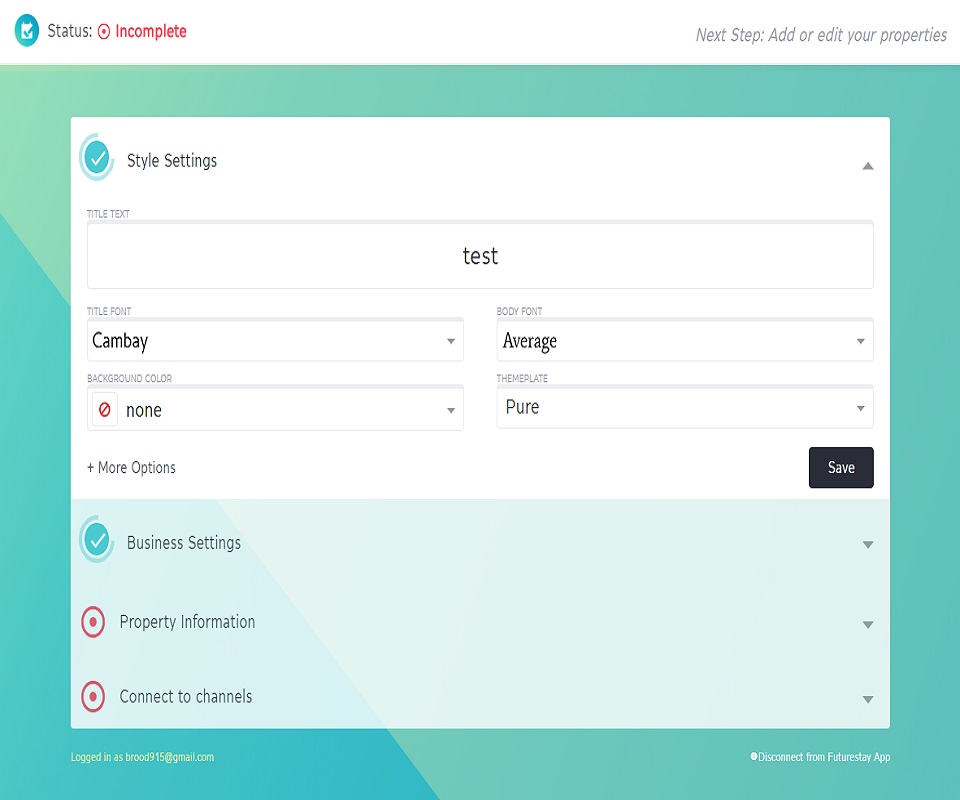 Status: Incomplete
Next Step: Add or edit your properties
Style Settings
TITLE TEXT
test
TITLE FONT
BODY FONT
Cambay
Average
BACKGROUND COLOR
THEMEPLATE
none
Pure
+ More Options
Save
Business Settings
Property Information
Connect to channels
Logged in as brood915@gmail.com
Disconnect from Futurestay App